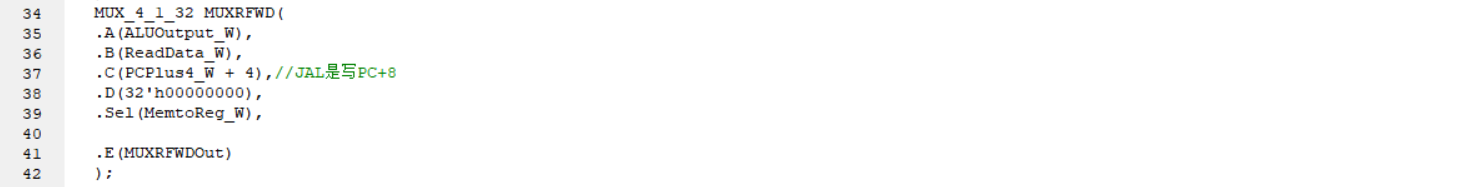 34 MUX_4_1_32 MUXRFWD(
35 .A(ALUOutput_W),
36 .B(ReadData_W),
37 .C(PCPlus4_W + 4),//JAL是写PC+8
38 .D(32'h00000000),
39 .Sel(MemtoReg_W),
40
41 .E(MUXRFWDOut)
42 );